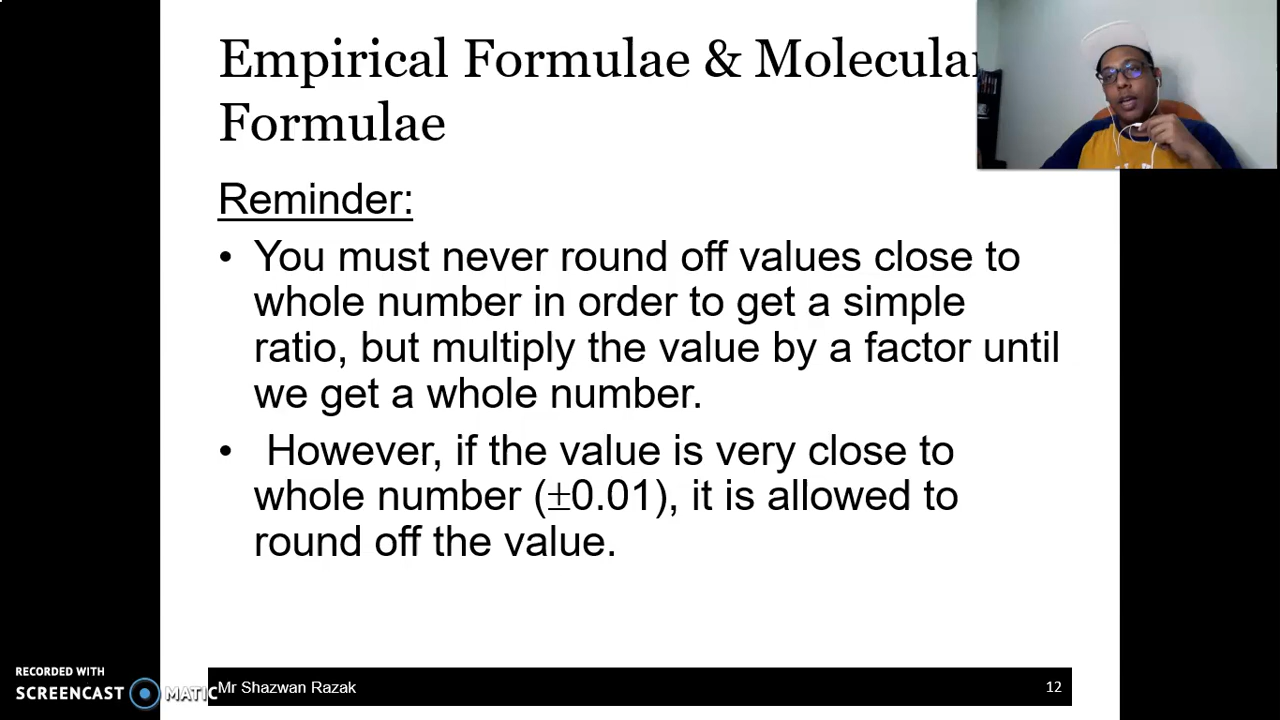 Empirical Formulae & Molecular
Formulae
Reminder:
• You must never round off values close to
whole number in order to get a simple
ratio, but multiply the value by a factor until
we get a whole number.
• However, if the value is very close to
whole number (±0.01), it is allowed to
round off the value.
RECORDED WITH
SCREENCAST MATIC
Mr Shazwan Razak
12